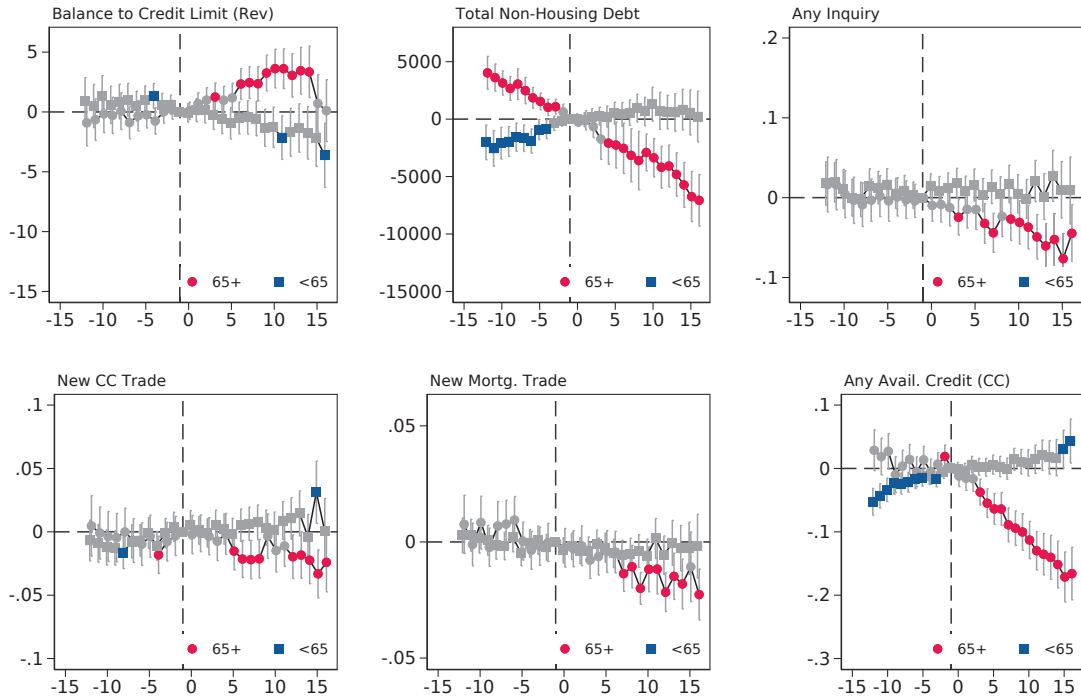 Balance to Credit Limit (Rev)
5
0
-5
-15
65+ <65
-15 -10 -5 0 5 10 15
Total Non-Housing Debt
5000
0
-5000
-10000
-15000
65+ <65
-15 -10 -5 0 5 10 15
Any Inquiry
.2
.1
0
-.1
65+ <65
-15 -10 -5 0 5 10 15
New CC Trade
.1
.05
0
-.05
-.1
65+ <65
-15 -10 -5 0 5 10 15
New Mortg. Trade
.05
0
-.05
65+ <65
-15 -10 -5 0 5 10 15
Any Avail. Credit (CC)
.1
0
-.1
-.2
-.3
65+ <65
-15 -10 -5 0 5 10 15